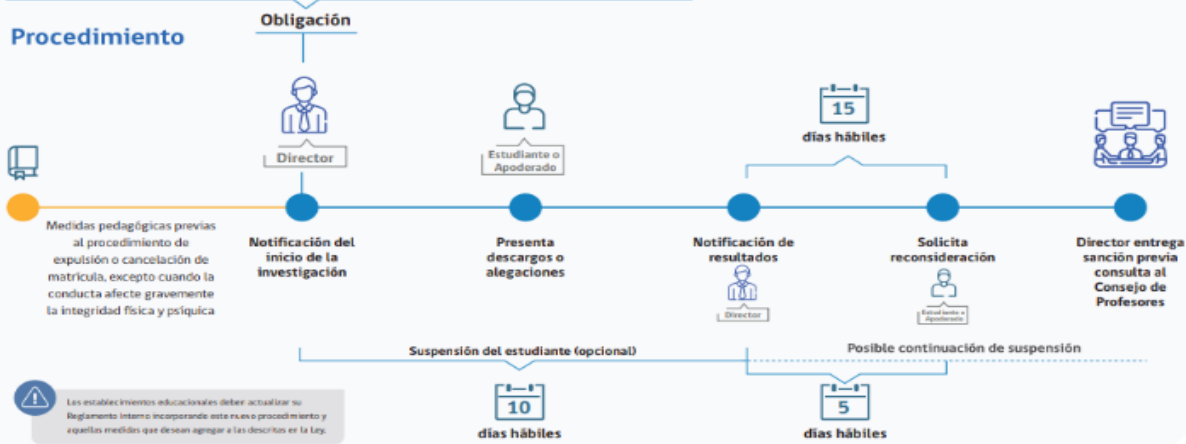 Procedimiento
Obligación
Director
Estudiante o
Apoderado
15
días hábiles
Medidas pedagógicas previas
al procedimiento de
expulsión o cancelación de
matrícula, excepto cuando la
conducta afecte gravemente
la integridad física y psíquica
Notificación del
inicio de la
investigación
Presenta
descargos o
alegaciones
Notificación de
resultados
Director
Solicita
reconsideración
Estudiante o
Apoderado
Director entrega
sanción previa
consulta al
Consejo de
Profesores
Suspensión del estudiante (opcional)
Posible continuación de suspensión
10
días hábiles
5
días hábiles
Los establecimientos educacionales deben actualizar su
Reglamento Interno incorporando este nuevo procedimiento y
aquellas medidas que desean agregar a las descritas en la Ley.